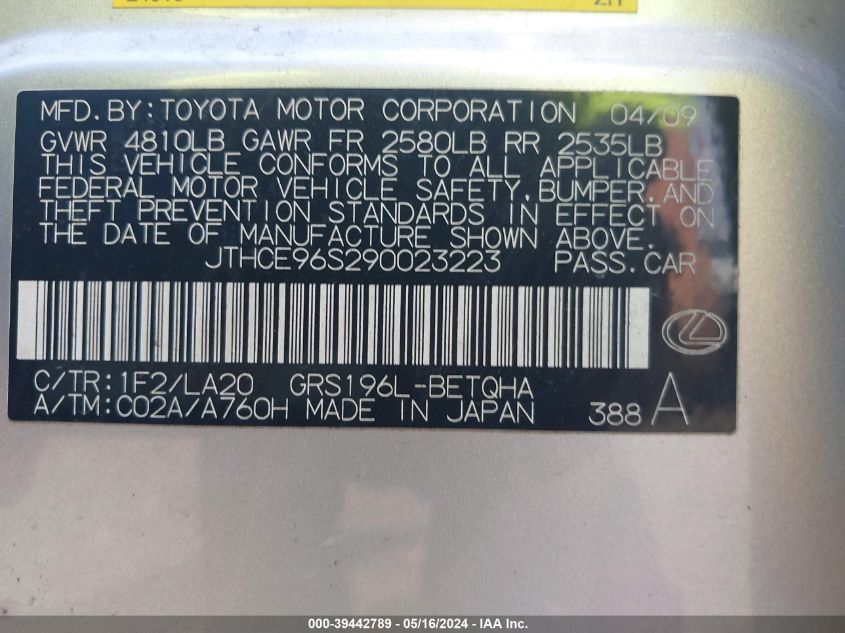 MFD. BY: TOYOTA MOTOR CORPORATION 04/09
GVWR 4810LB GAWR FR 2580LB RR 2535LB
THIS VEHICLE CONFORMS TO ALL APPLICABLE
FEDERAL MOTOR VEHICLE SAFETY, BUMPER, AND
THEFT PREVENTION STANDARDS IN EFFECT ON
THE DATE OF MANUFACTURE SHOWN ABOVE.
JTHCE96S290023223 PASS. CAR
C/TR: 1F2/LA20 GRS196L-BETQHA
A/TM: C02A/A760H MADE IN JAPAN 388 A
000-39442789 - 05/16/2024 - IAA Inc.